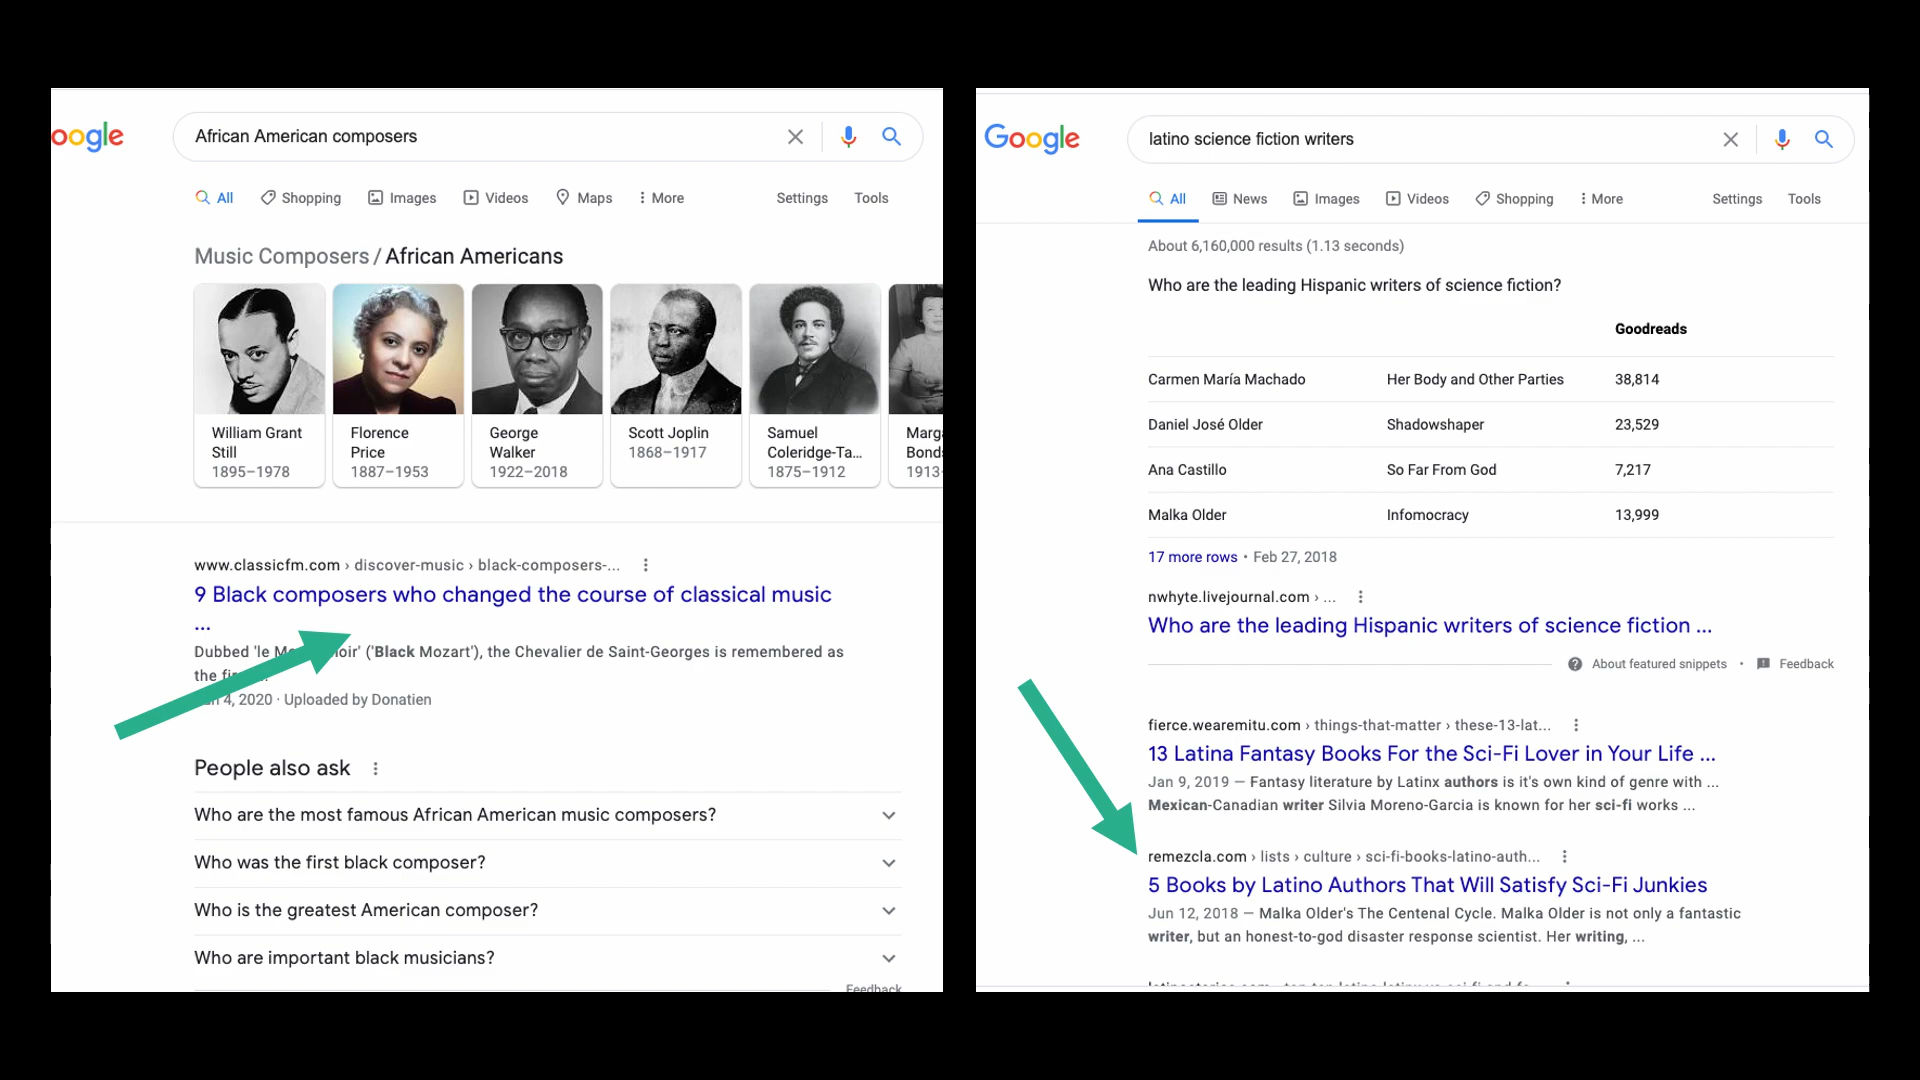 oogle
African American composers
All Shopping Images Videos Maps More Settings Tools
Music Composers / African Americans
William Grant Still
1895–1978
Florence Price
1887–1953
George Walker
1922–2018
Scott Joplin
1868–1917
Samuel Coleridge-Ta...
1875–1912
Marg
Bond
1913-
www.classicfm.com › discover-music › black-composers-...
9 Black composers who changed the course of classical music
...
Dubbed 'le oir' ('Black Mozart'), the Chevalier de Saint-Georges is remembered as
the
4, 2020 · Uploaded by Donatien
People also ask
Who are the most famous African American music composers?
Who was the first black composer?
Who is the greatest American composer?
Who are important black musicians?
Feedback
Google
latino science fiction writers
All News Images Videos Shopping More Settings Tools
About 6,160,000 results (1.13 seconds)
Who are the leading Hispanic writers of science fiction?
Goodreads
Carmen María Machado Her Body and Other Parties 38,814
Daniel José Older Shadowshaper 23,529
Ana Castillo So Far From God 7,217
Malka Older Infomocracy 13,999
17 more rows • Feb 27, 2018
nwhyte.livejournal.com › ...
Who are the leading Hispanic writers of science fiction ...
About featured snippets • Feedback
fierce.wearemitu.com › things-that-matter › these-13-lat...
13 Latina Fantasy Books For the Sci-Fi Lover in Your Life ...
Jan 9, 2019 — Fantasy literature by Latinx authors is it's own kind of genre with ...
Mexican-Canadian writer Silvia Moreno-Garcia is known for her sci-fi works ...
remezcla.com › lists › culture › sci-fi-books-latino-auth...
5 Books by Latino Authors That Will Satisfy Sci-Fi Junkies
Jun 12, 2018 — Malka Older's The Centenal Cycle. Malka Older is not only a fantastic
writer, but an honest-to-god disaster response scientist. Her writing, ...